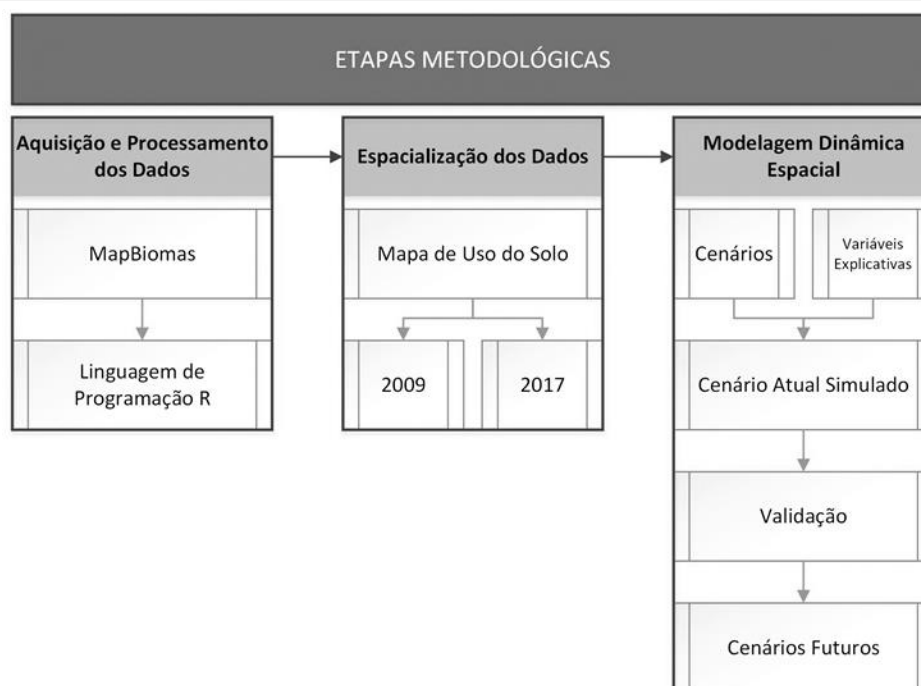 ETAPAS METODOLÓGICAS
Aquisição e Processamento
dos Dados
MapBiomas
Linguagem de
Programação R
Espacialização dos Dados
Mapa de Uso do Solo
2009
2017
Modelagem Dinâmica
Espacial
Cenários
Variáveis
Explicativas
Cenário Atual Simulado
Validação
Cenários Futuros